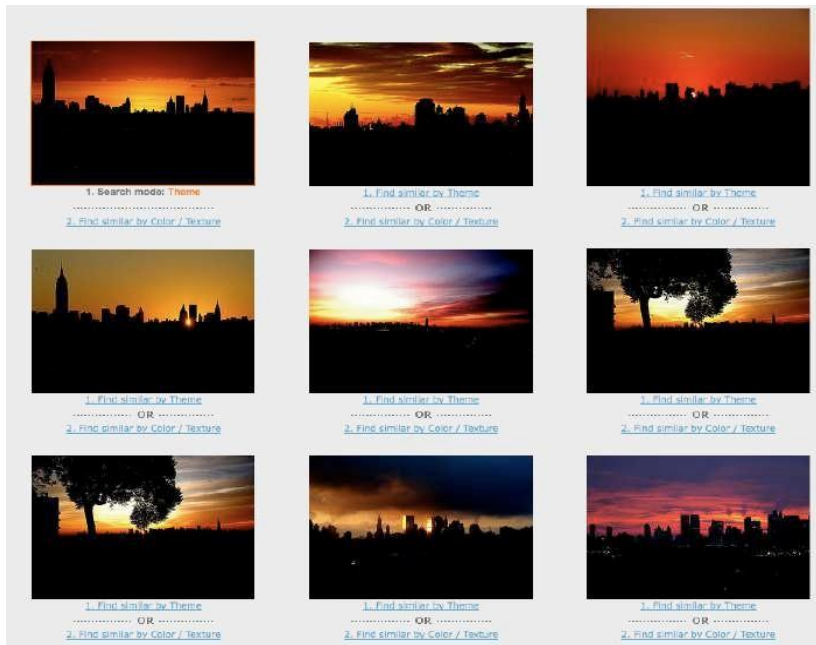 1. Search mode: Theme
2. Find similar by Color / Texture
1. Find similar by Theme
OR
2. Find similar by Color / Texture
1. Find similar by Theme
OR
2. Find similar by Color / Texture
1. Find similar by Theme
OR
2. Find similar by Color / Texture
1. Find similar by Theme
OR
2. Find similar by Color / Texture
1. Find similar by Theme
OR
2. Find similar by Color / Texture
1. Find similar by Theme
OR
2. Find similar by Color / Texture
1. Find similar by Theme
OR
2. Find similar by Color / Texture
1. Find similar by Theme
OR
2. Find similar by Color / Texture